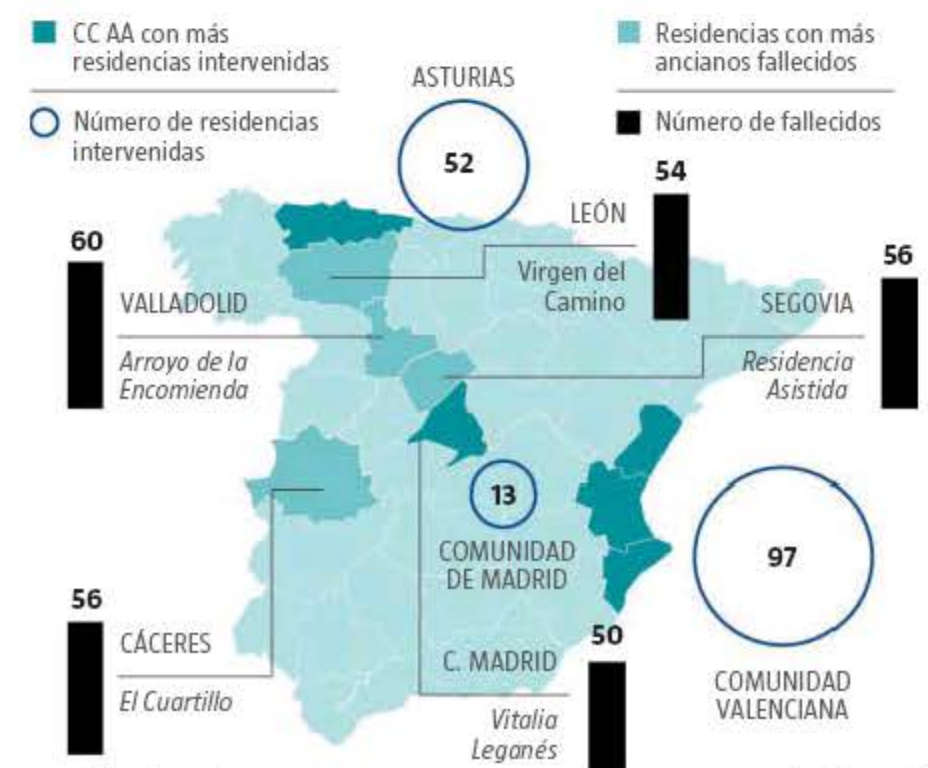 CC AA con más
residencias intervenidas
Número de residencias
intervenidas
Residencias con más
ancianos fallecidos
Número de fallecidos
ASTURIAS
52
54
LEÓN
Virgen del
Camino
60
VALLADOLID
Arroyo de la
Encomienda
56
SEGOVIA
Residencia
Asistida
13
COMUNIDAD
DE MADRID
97
COMUNIDAD
VALENCIANA
56
CÁCERES
El Cuartillo
50
C. MADRID
Vitalia
Leganés